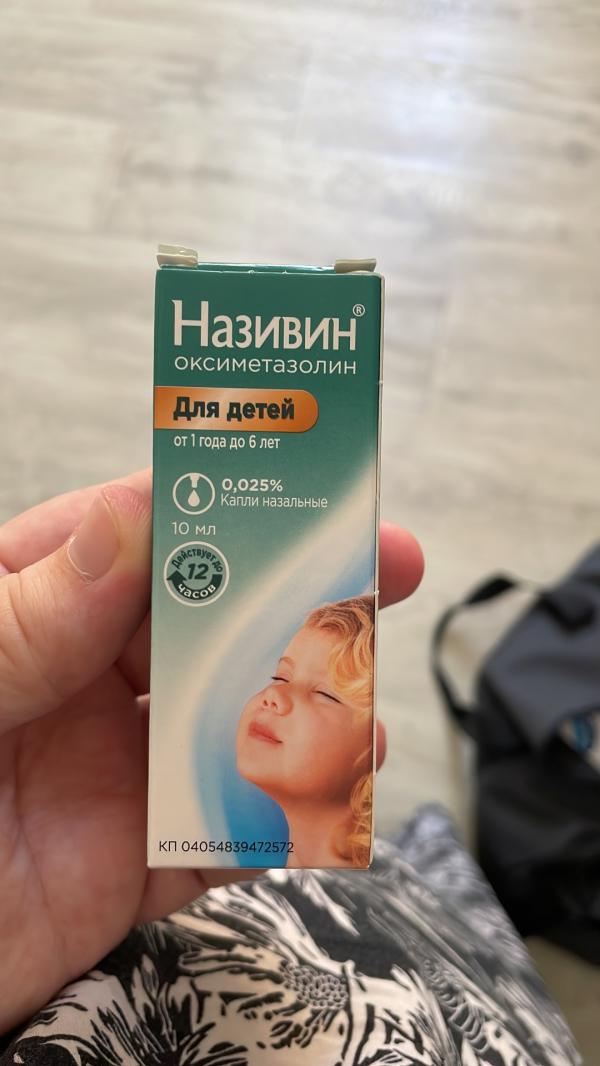 Називин®
оксиметазолин
Для детей
от 1 года до 6 лет
0,025%
Капли назальные
10 мл
Действует до
12
часов
КП 04054839472572